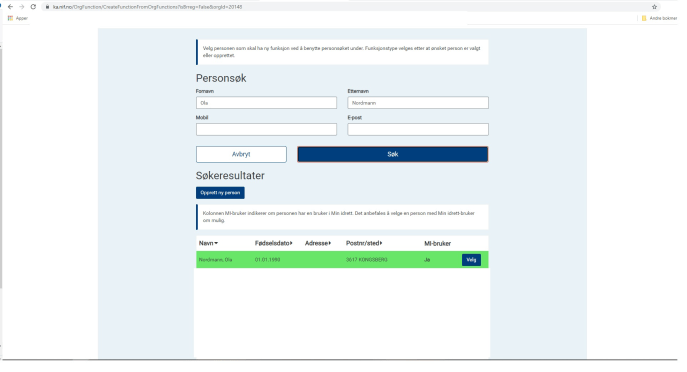 ka.nif.no/OrgFunction/CreateFunctionFromOrgFunctions?isBrreg=False&orgId=20148
Apper
Andre bokmer
Velg personen som skal ha ny funksjon ved å benytte personsøket under. Funksjonstype velges etter at ønsket person er valgt
eller opprettet.
Personsøk
Fornavn Etternavn
Ola Nordmann
Mobil E-post
Avbryt Søk
Søkeresultater
Opprett ny person
Kolonnen MI-bruker indikerer om personen har en bruker i Min idrett. Det anbefales å velge en person med Min idrett-bruker
om mulig.
Navn Fødselsdato Adresse Postnr/sted MI-bruker
Nordmann, Ola 01.01.1980 3617 KONGSBERG Ja Velg